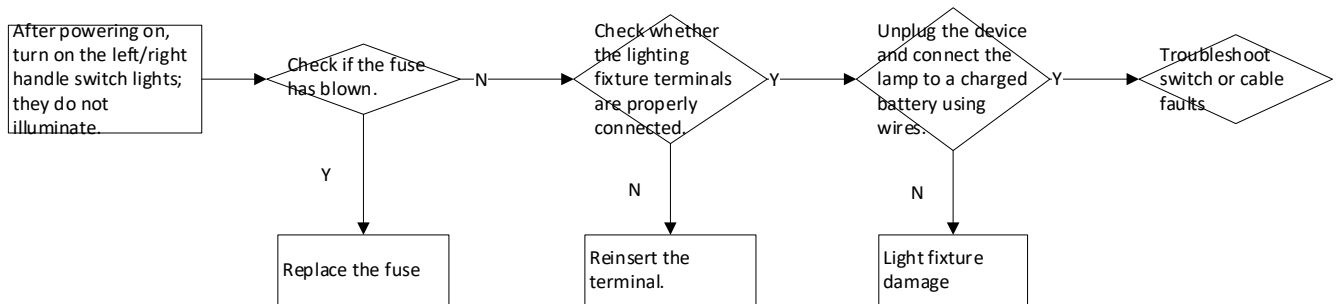 After powering on,
turn on the left/right
handle switch lights;
they do not
illuminate.
Check if the fuse
has blown.
N
Check whether
the lighting
fixture terminals
are properly
connected.
Y
Unplug the device
and connect the
lamp to a charged
battery using
wires.
Y
Troubleshoot
switch or cable
faults
Y
N
N
Replace the fuse
Reinsert the
terminal.
Light fixture
damage